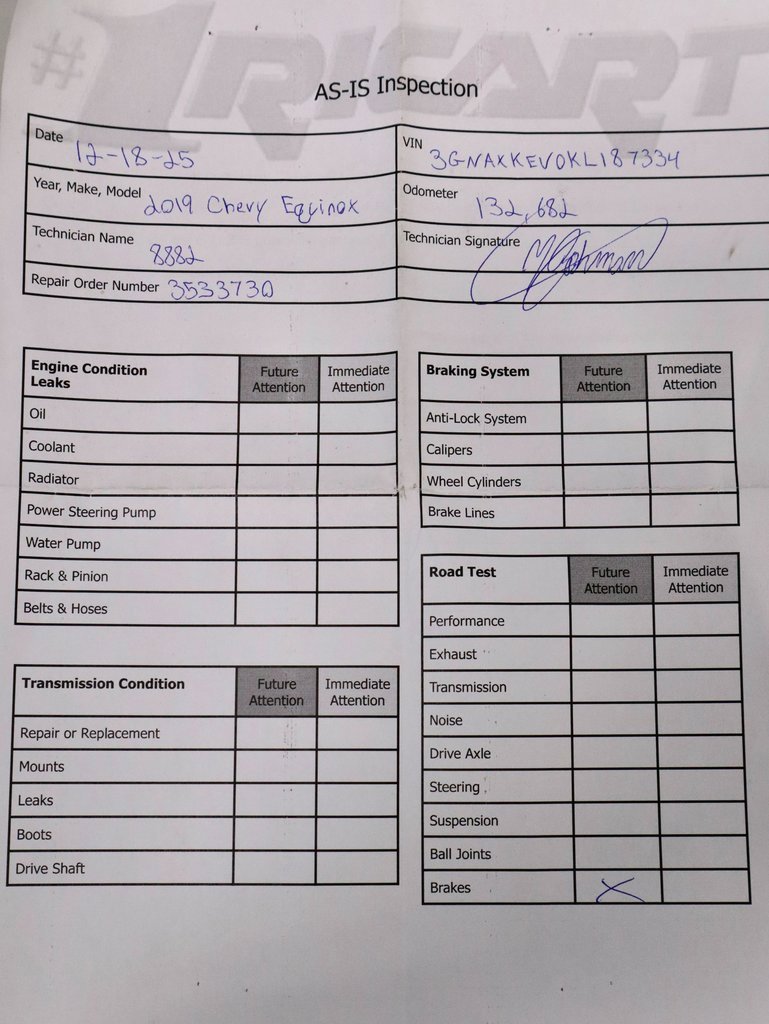 #1 RICART
AS-IS Inspection
Date 12-18-25
VIN 3GNAXKEV0KL187334
Year, Make, Model 2019 Chevy Equinox
Odometer 132,682
Technician Name 8882
Technician Signature
Repair Order Number 3533730
Engine Condition Leaks Future Attention Immediate Attention
Oil
Coolant
Radiator
Power Steering Pump
Water Pump
Rack & Pinion
Belts & Hoses
Transmission Condition Future Attention Immediate Attention
Repair or Replacement
Mounts
Leaks
Boots
Drive Shaft
Braking System Future Attention Immediate Attention
Anti-Lock System
Calipers
Wheel Cylinders
Brake Lines
Road Test Future Attention Immediate Attention
Performance
Exhaust
Transmission
Noise
Drive Axle
Steering
Suspension
Ball Joints
Brakes X